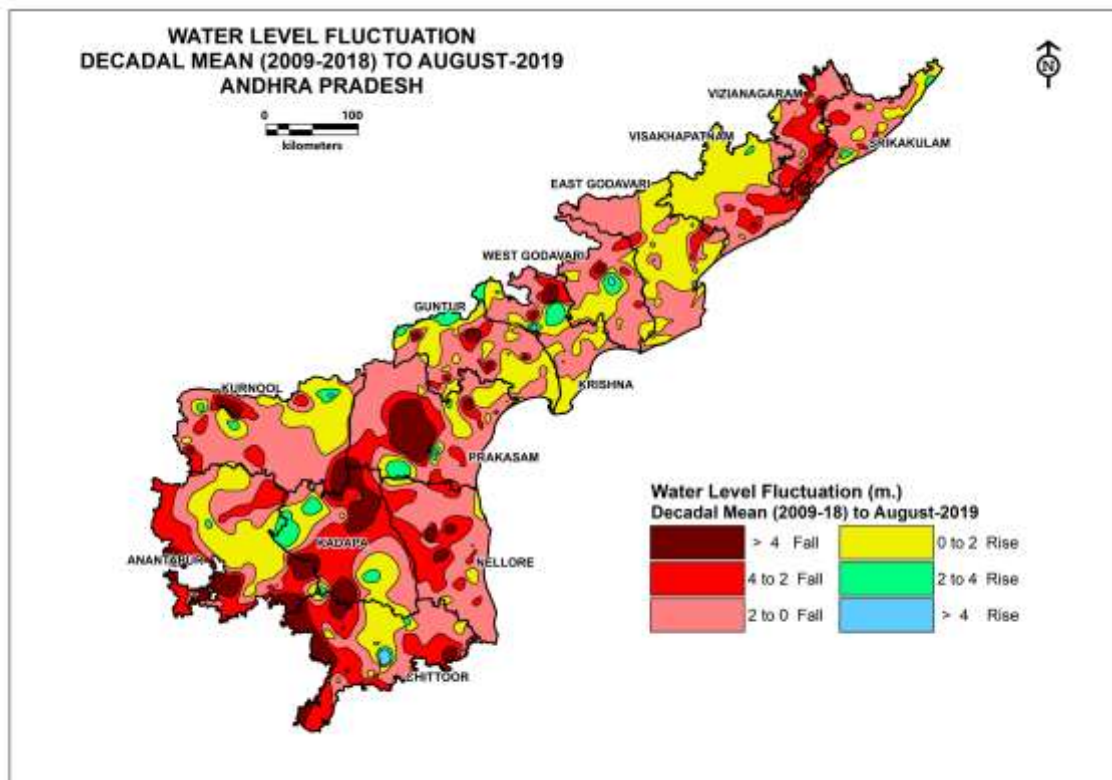 WATER LEVEL FLUCTUATION
DECADAL MEAN (2009-2018) TO AUGUST-2019
ANDHRA PRADESH
0 100
kilometers
N
VIZIANAGARAM
VISAKHAPATNAM
SRIKAKULAM
EAST GODAVARI
WEST GODAVARI
GUNTUR
KRISHNA
KURNOOL
PRAKASAM
KADAPA
ANANTAPUR
NELLORE
CHITTOOR
Water Level Fluctuation (m.)
Decadal Mean (2009-18) to August-2019
> 4 Fall 0 to 2 Rise
4 to 2 Fall 2 to 4 Rise
2 to 0 Fall > 4 Rise